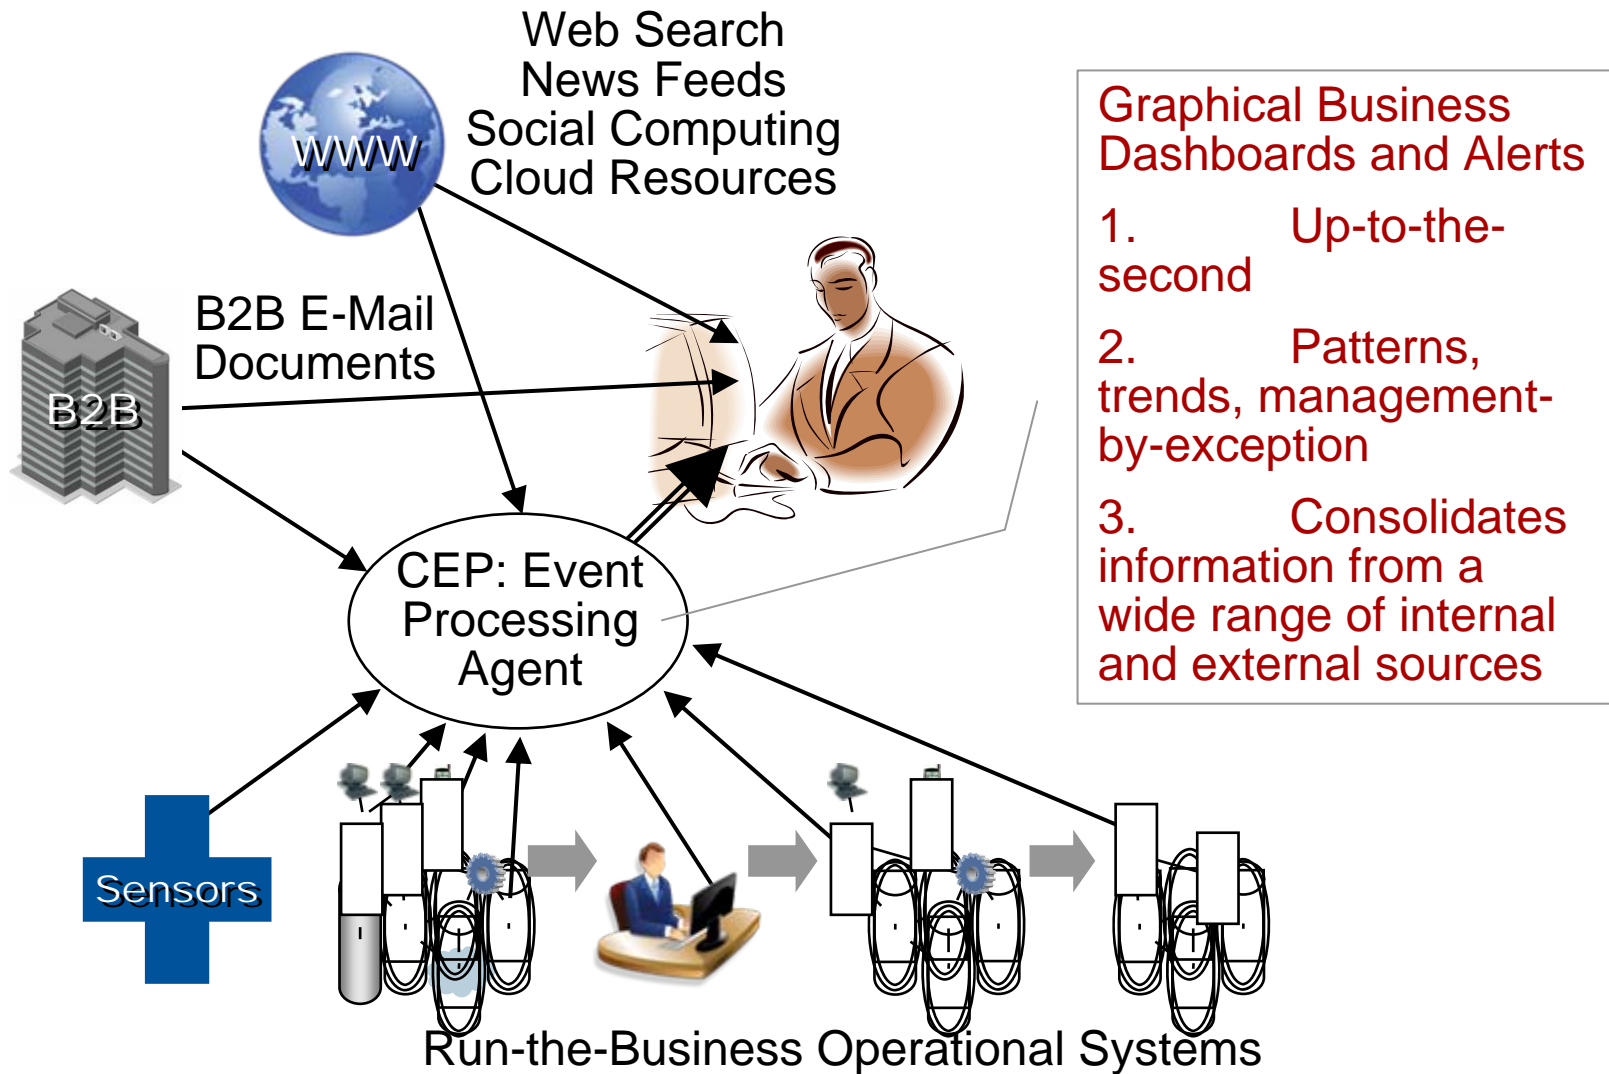 Web Search
News Feeds
Social Computing
Cloud Resources
WWW
B2B E-Mail
Documents
B2B
CEP: Event
Processing
Agent
Sensors
Run-the-Business Operational Systems
Graphical Business
Dashboards and Alerts
1. Up-to-the-
second
2. Patterns,
trends, management-
by-exception
3. Consolidates
information from a
wide range of internal
and external sources